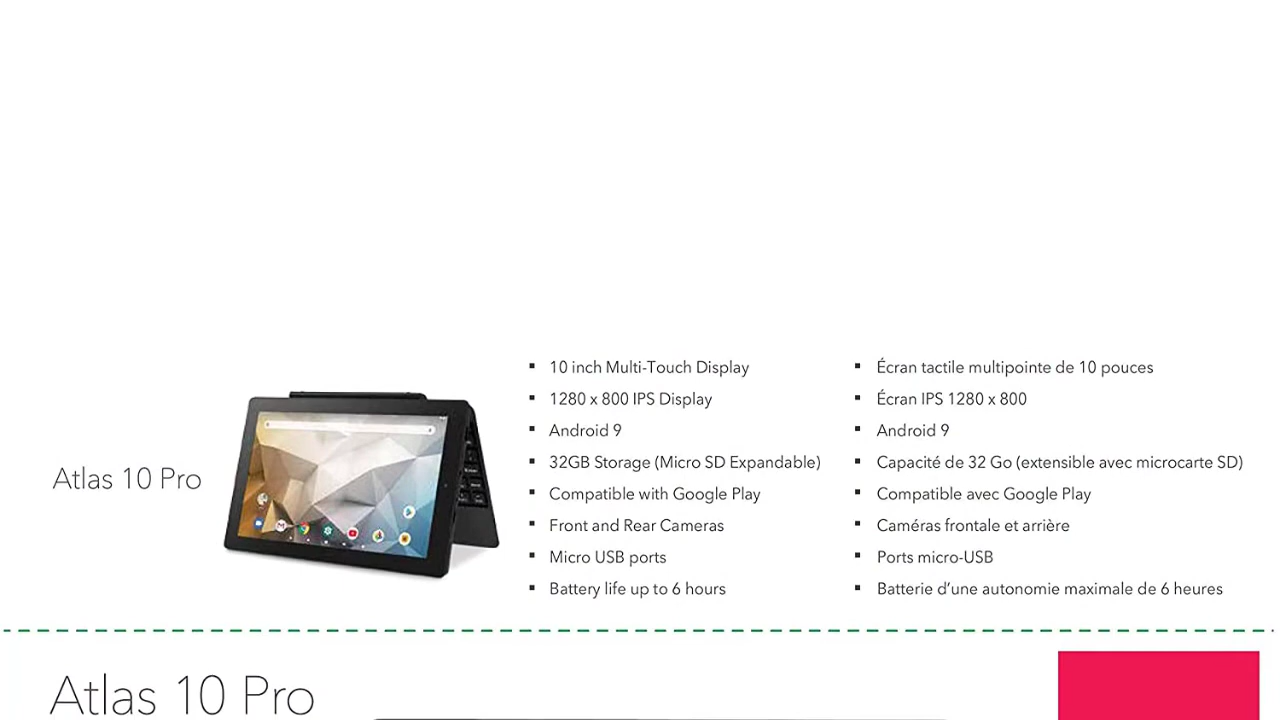 Atlas 10 Pro
10 inch Multi-Touch Display
1280 x 800 IPS Display
Android 9
32GB Storage (Micro SD Expandable)
Compatible with Google Play
Front and Rear Cameras
Micro USB ports
Battery life up to 6 hours
Écran tactile multipointe de 10 pouces
Écran IPS 1280 x 800
Android 9
Capacité de 32 Go (extensible avec microcarte SD)
Compatible avec Google Play
Caméras frontale et arrière
Ports micro-USB
Batterie d’une autonomie maximale de 6 heures
Atlas 10 Pro